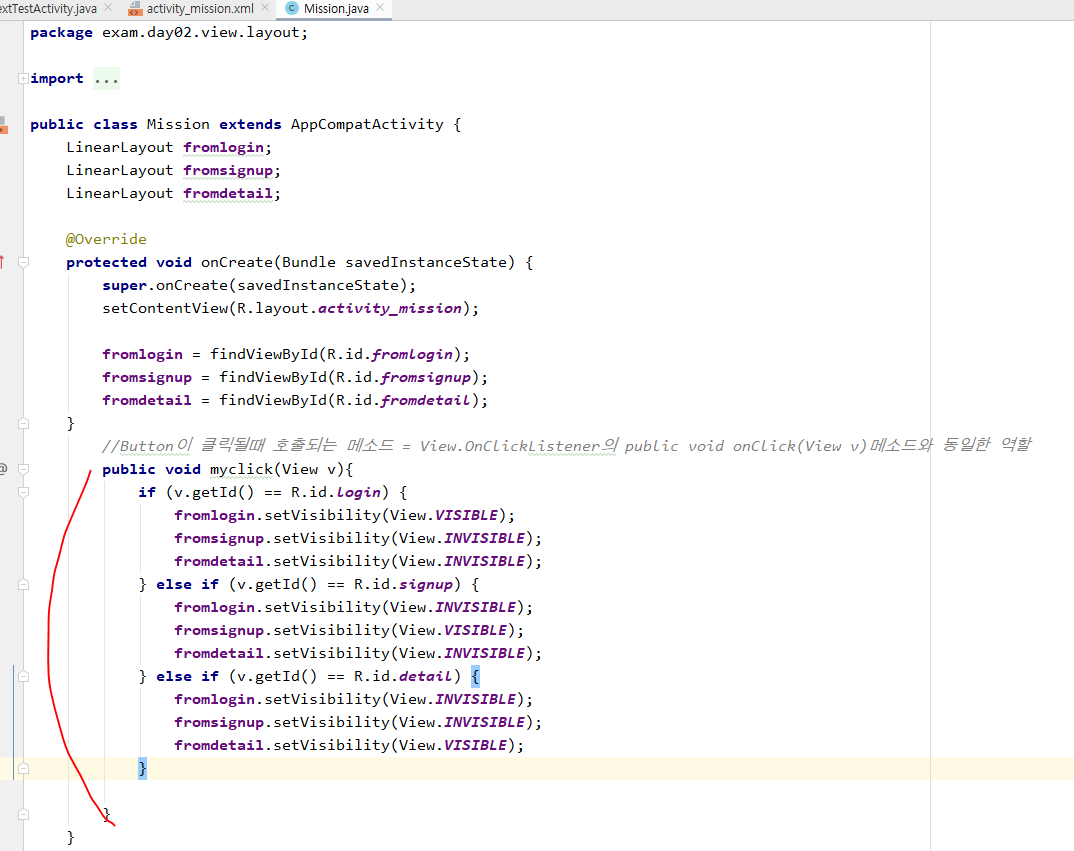 extTestActivity.java activity_mission.xml Mission.java
package exam.day02.view.layout;
import ...
public class Mission extends AppCompatActivity {
LinearLayout fromlogin;
LinearLayout fromsignup;
LinearLayout fromdetail;
@Override
protected void onCreate(Bundle savedInstanceState) {
super.onCreate(savedInstanceState);
setContentView(R.layout.activity_mission);
fromlogin = findViewById(R.id.fromlogin);
fromsignup = findViewById(R.id.fromsignup);
fromdetail = findViewById(R.id.fromdetail);
}
//Button이 클릭될때 호출되는 메소드 = View.OnClickListener의 public void onClick(View v)메소드와 동일한 역할
public void myclick(View v){
if (v.getId() == R.id.login) {
fromlogin.setVisibility(View.VISIBLE);
fromsignup.setVisibility(View.INVISIBLE);
fromdetail.setVisibility(View.INVISIBLE);
} else if (v.getId() == R.id.signup) {
fromlogin.setVisibility(View.INVISIBLE);
fromsignup.setVisibility(View.VISIBLE);
fromdetail.setVisibility(View.INVISIBLE);
} else if (v.getId() == R.id.detail) {
fromlogin.setVisibility(View.INVISIBLE);
fromsignup.setVisibility(View.INVISIBLE);
fromdetail.setVisibility(View.VISIBLE);
}
}
}